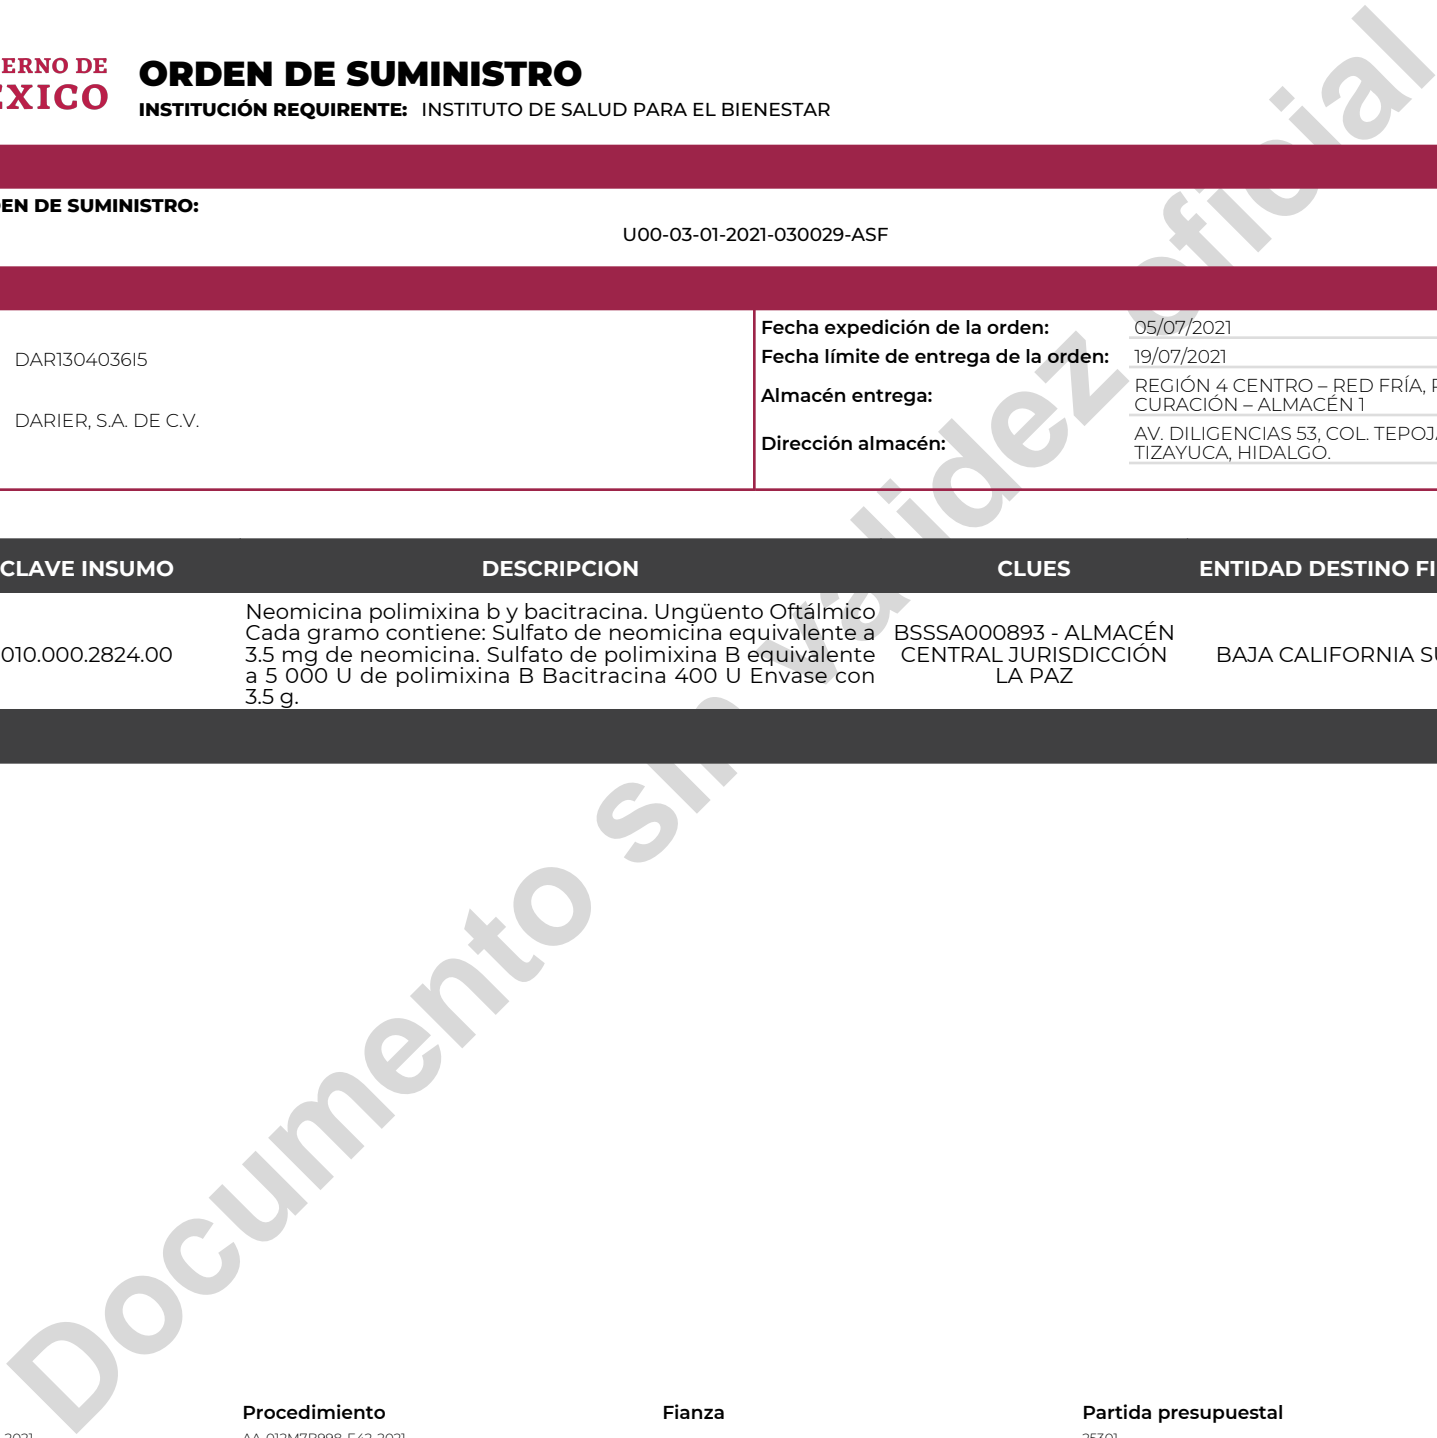 ERNO DE
ORDEN DE SUMINISTRO
EXICO
INSTITUCIÓN REQUIRENTE: INSTITUTO DE SALUD PARA EL BIENESTAR
EN DE SUMINISTRO:
U00-03-01-2021-030029-ASF
Fecha expedición de la orden: 05/07/2021
DAR1304036I5
Fecha límite de entrega de la orden: 19/07/2021
Almacén entrega: REGIÓN 4 CENTRO – RED FRÍA,
CURACIÓN – ALMACÉN 1
DARIER, S.A. DE C.V.
Dirección almacén: AV. DILIGENCIAS 53, COL. TEPOJ
TIZAYUCA, HIDALGO.
CLAVE INSUMO DESCRIPCION CLUES ENTIDAD DESTINO FI
Neomicina polimixina b y bacitracina. Ungüento Oftálmico
Cada gramo contiene: Sulfato de neomicina equivalente a
3.5 mg de neomicina. Sulfato de polimixina B equivalente
a 5 000 U de polimixina B Bacitracina 400 U Envase con
3.5 g.
010.000.2824.00
BSSSA000893 - ALMACÉN
CENTRAL JURISDICCIÓN
LA PAZ
BAJA CALIFORNIA SU
Documento sin validez oficial
Procedimiento Fianza Partida presupuestal